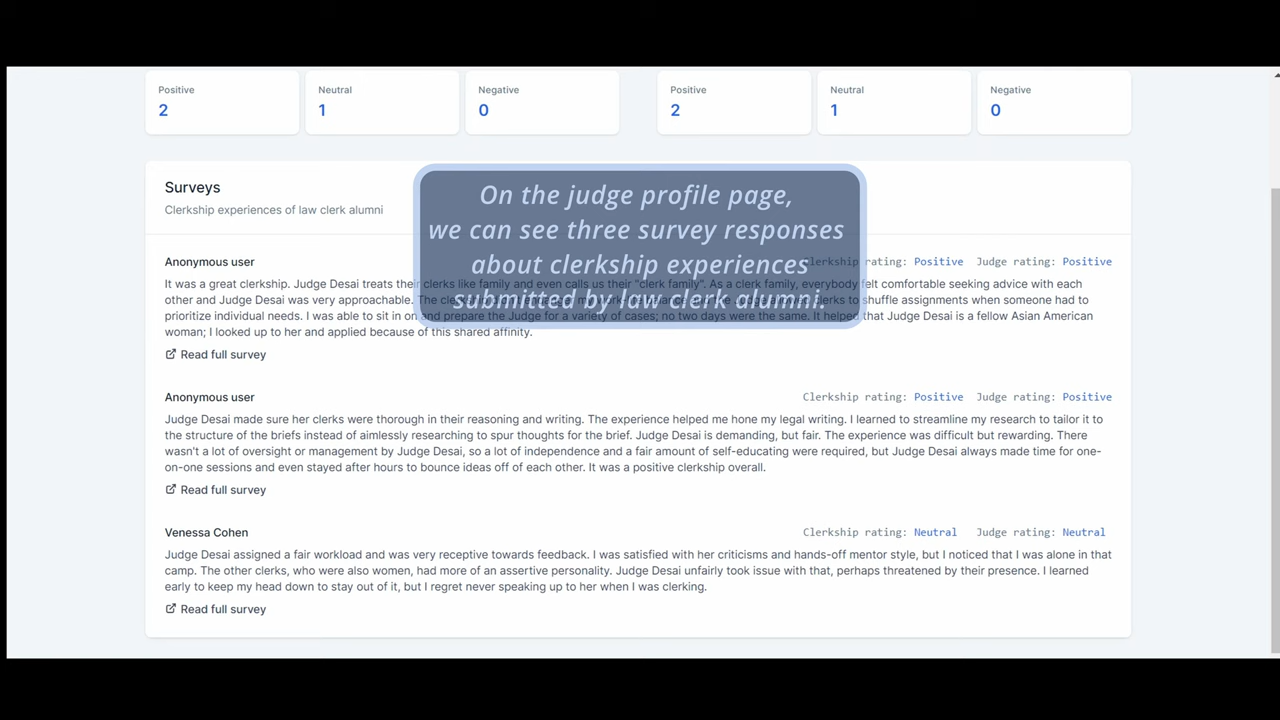 Positive
2
Neutral
1
Negative
0
Positive
2
Neutral
1
Negative
0
Surveys
Clerkship experiences of law clerk alumni
On the judge profile page,
we can see three survey responses
about clerkship experiences
submitted by law clerk alumni.
Anonymous user
Clerkship rating: Positive Judge rating: Positive
It was a great clerkship. Judge Desai treats their clerks like family and even calls us their "clerk family". As a clerk family, everybody felt comfortable seeking advice with each
other and Judge Desai was very approachable. The clerks to shuffle assignments when someone had to
prioritize individual needs. I was able to sit in on and prepare the Judge for a variety of cases; no two days were the same. It helped that Judge Desai is a fellow Asian American
woman; I looked up to her and applied because of this shared affinity.
Read full survey
Anonymous user
Clerkship rating: Positive Judge rating: Positive
Judge Desai made sure her clerks were thorough in their reasoning and writing. The experience helped me hone my legal writing. I learned to streamline my research to tailor it to
the structure of the briefs instead of aimlessly researching to spur thoughts for the brief. Judge Desai is demanding, but fair. The experience was difficult but rewarding. There
wasn't a lot of oversight or management by Judge Desai, so a lot of independence and a fair amount of self-educating were required, but Judge Desai always made time for one-
on-one sessions and even stayed after hours to bounce ideas off of each other. It was a positive clerkship overall.
Read full survey
Venessa Cohen
Clerkship rating: Neutral Judge rating: Neutral
Judge Desai assigned a fair workload and was very receptive towards feedback. I was satisfied with her criticisms and hands-off mentor style, but I noticed that I was alone in that
camp. The other clerks, who were also women, had more of an assertive personality. Judge Desai unfairly took issue with that, perhaps threatened by their presence. I learned
early to keep my head down to stay out of it, but I regret never speaking up to her when I was clerking.
Read full survey